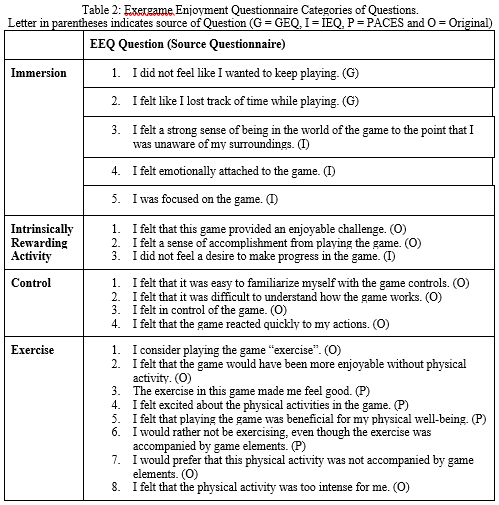 Table 2: Exergame Enjoyment Questionnaire Categories of Questions.
Letter in parentheses indicates source of Question (G = GEQ, I = IEQ, P = PACES and O = Original)
EEQ Question (Source Questionnaire)
Immersion
1. I did not feel like I wanted to keep playing. (G)
2. I felt like I lost track of time while playing. (G)
3. I felt a strong sense of being in the world of the game to the point that I
was unaware of my surroundings. (I)
4. I felt emotionally attached to the game. (I)
5. I was focused on the game. (I)
Intrinsically
Rewarding
Activity
1. I felt that this game provided an enjoyable challenge. (O)
2. I felt a sense of accomplishment from playing the game. (O)
3. I did not feel a desire to make progress in the game. (I)
Control
1. I felt that it was easy to familiarize myself with the game controls. (O)
2. I felt that it was difficult to understand how the game works. (O)
3. I felt in control of the game. (O)
4. I felt that the game reacted quickly to my actions. (O)
Exercise
1. I consider playing the game “exercise”. (O)
2. I felt that the game would have been more enjoyable without physical
activity. (O)
3. The exercise in this game made me feel good. (P)
4. I felt excited about the physical activities in the game. (P)
5. I felt that playing the game was beneficial for my physical well-being. (P)
6. I would rather not be exercising, even though the exercise was
accompanied by game elements. (P)
7. I would prefer that this physical activity was not accompanied by game
elements. (O)
8. I felt that the physical activity was too intense for me. (O)